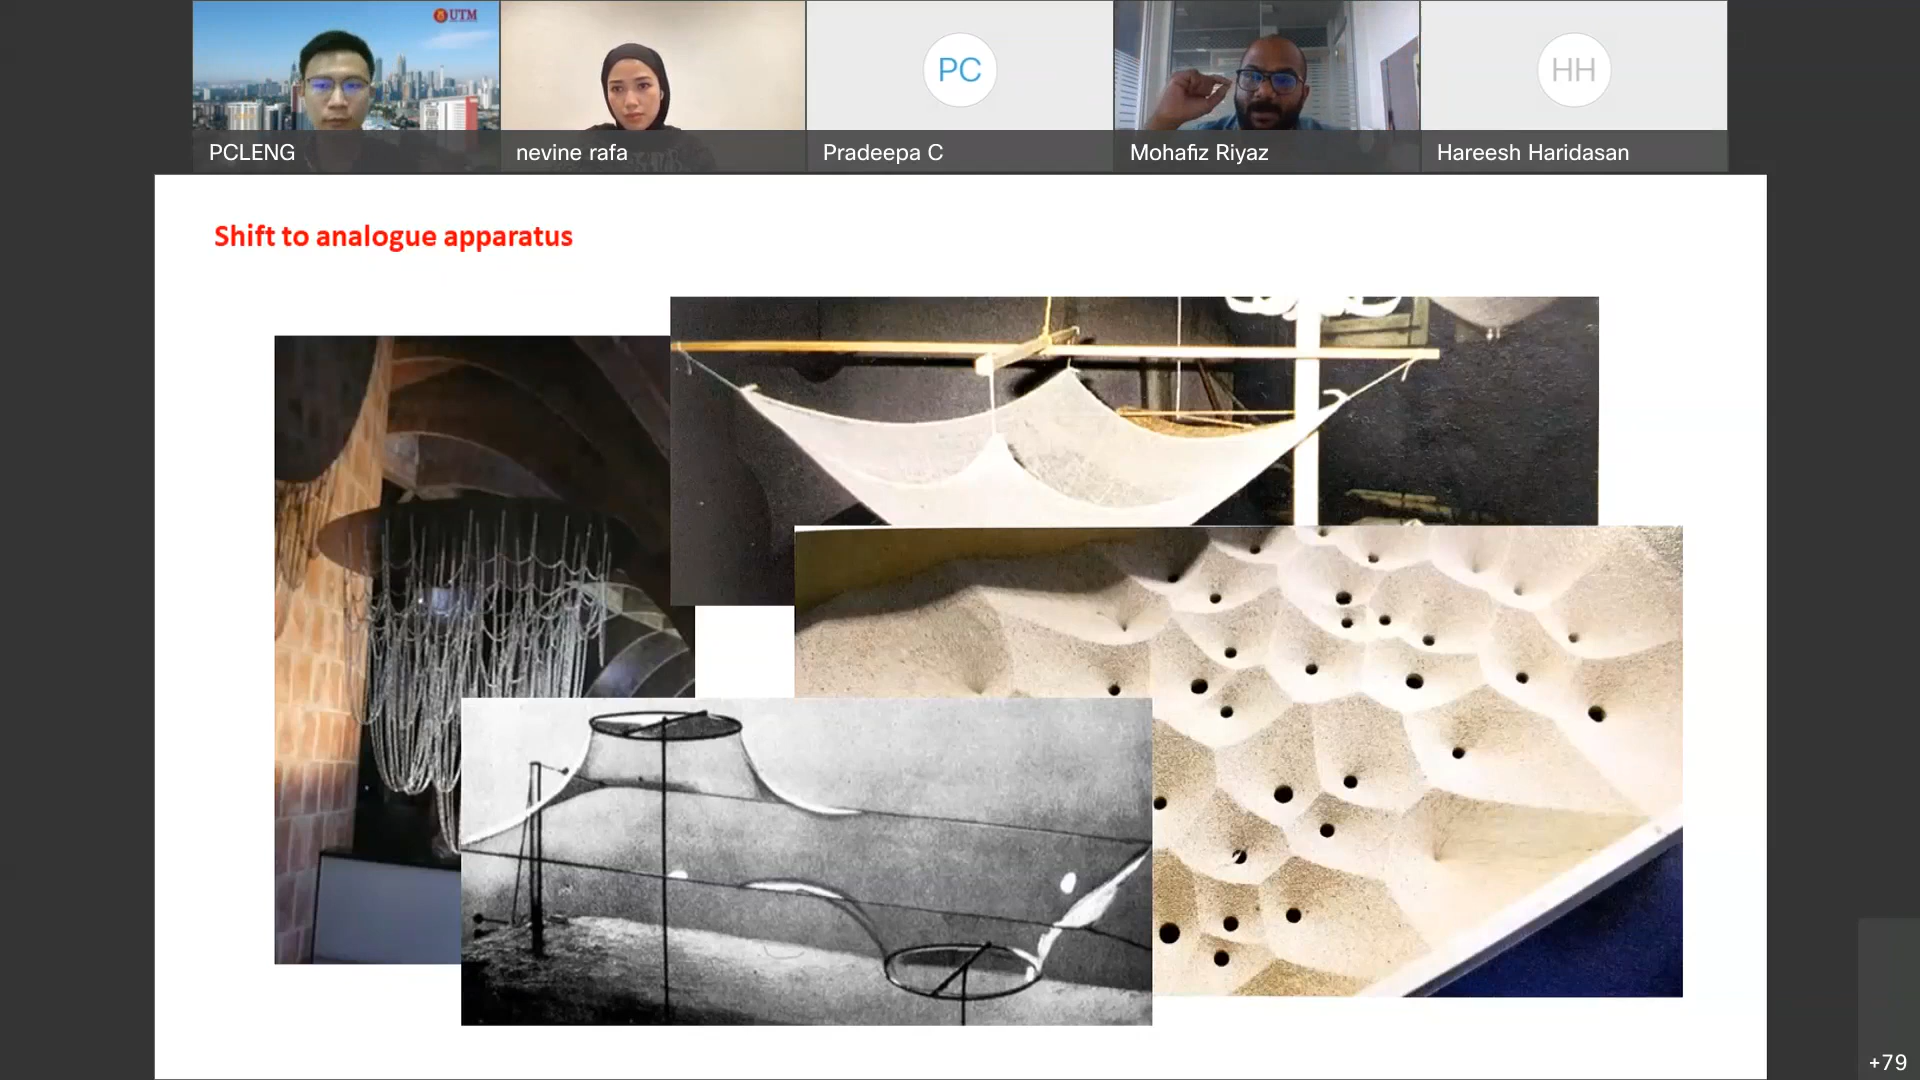 UTM
PC
HH
PCLENG
nevine rafa
Pradeepa C
Mohafiz Riyaz
Hareesh Haridasan
Shift to analogue apparatus
+79